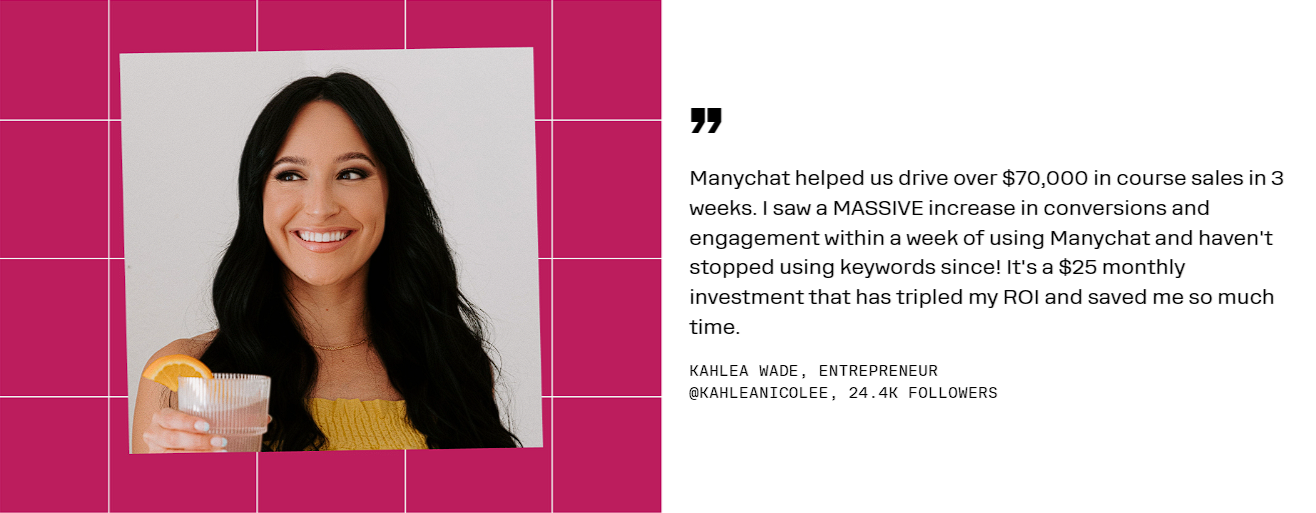 ”
Manychat helped us drive over $70,000 in course sales in 3
weeks. I saw a MASSIVE increase in conversions and
engagement within a week of using Manychat and haven't
stopped using keywords since! It's a $25 monthly
investment that has tripled my ROI and saved me so much
time.
KAHLEA WADE, ENTREPRENEUR
@KAHLEANICOLEE, 24.4K FOLLOWERS